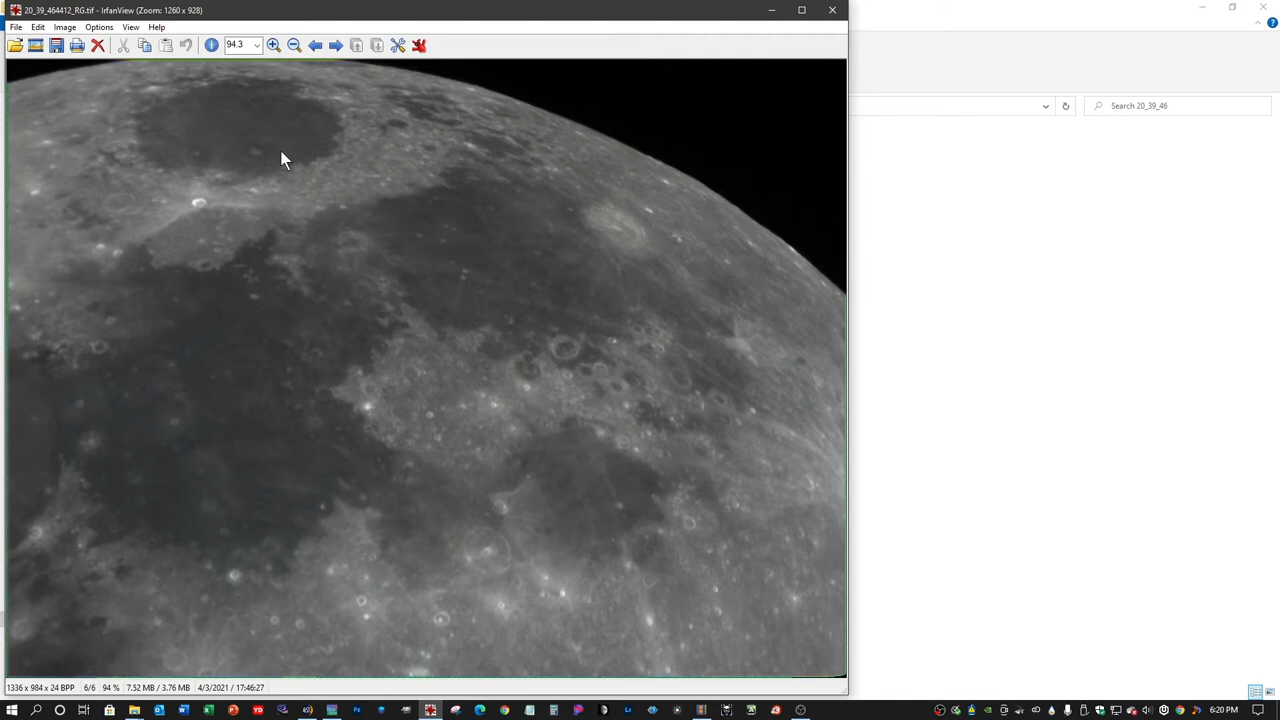 20_39_464412_RG.tif - IrfanView (Zoom: 1260 x 928)
File Edit Image Options View Help
94.3
Search 20_39_46
1336 x 984 x 24 BPP 6/6 94 % 7.52 MB / 3.76 MB 4/3/2021 / 17:46:27
6:20 PM